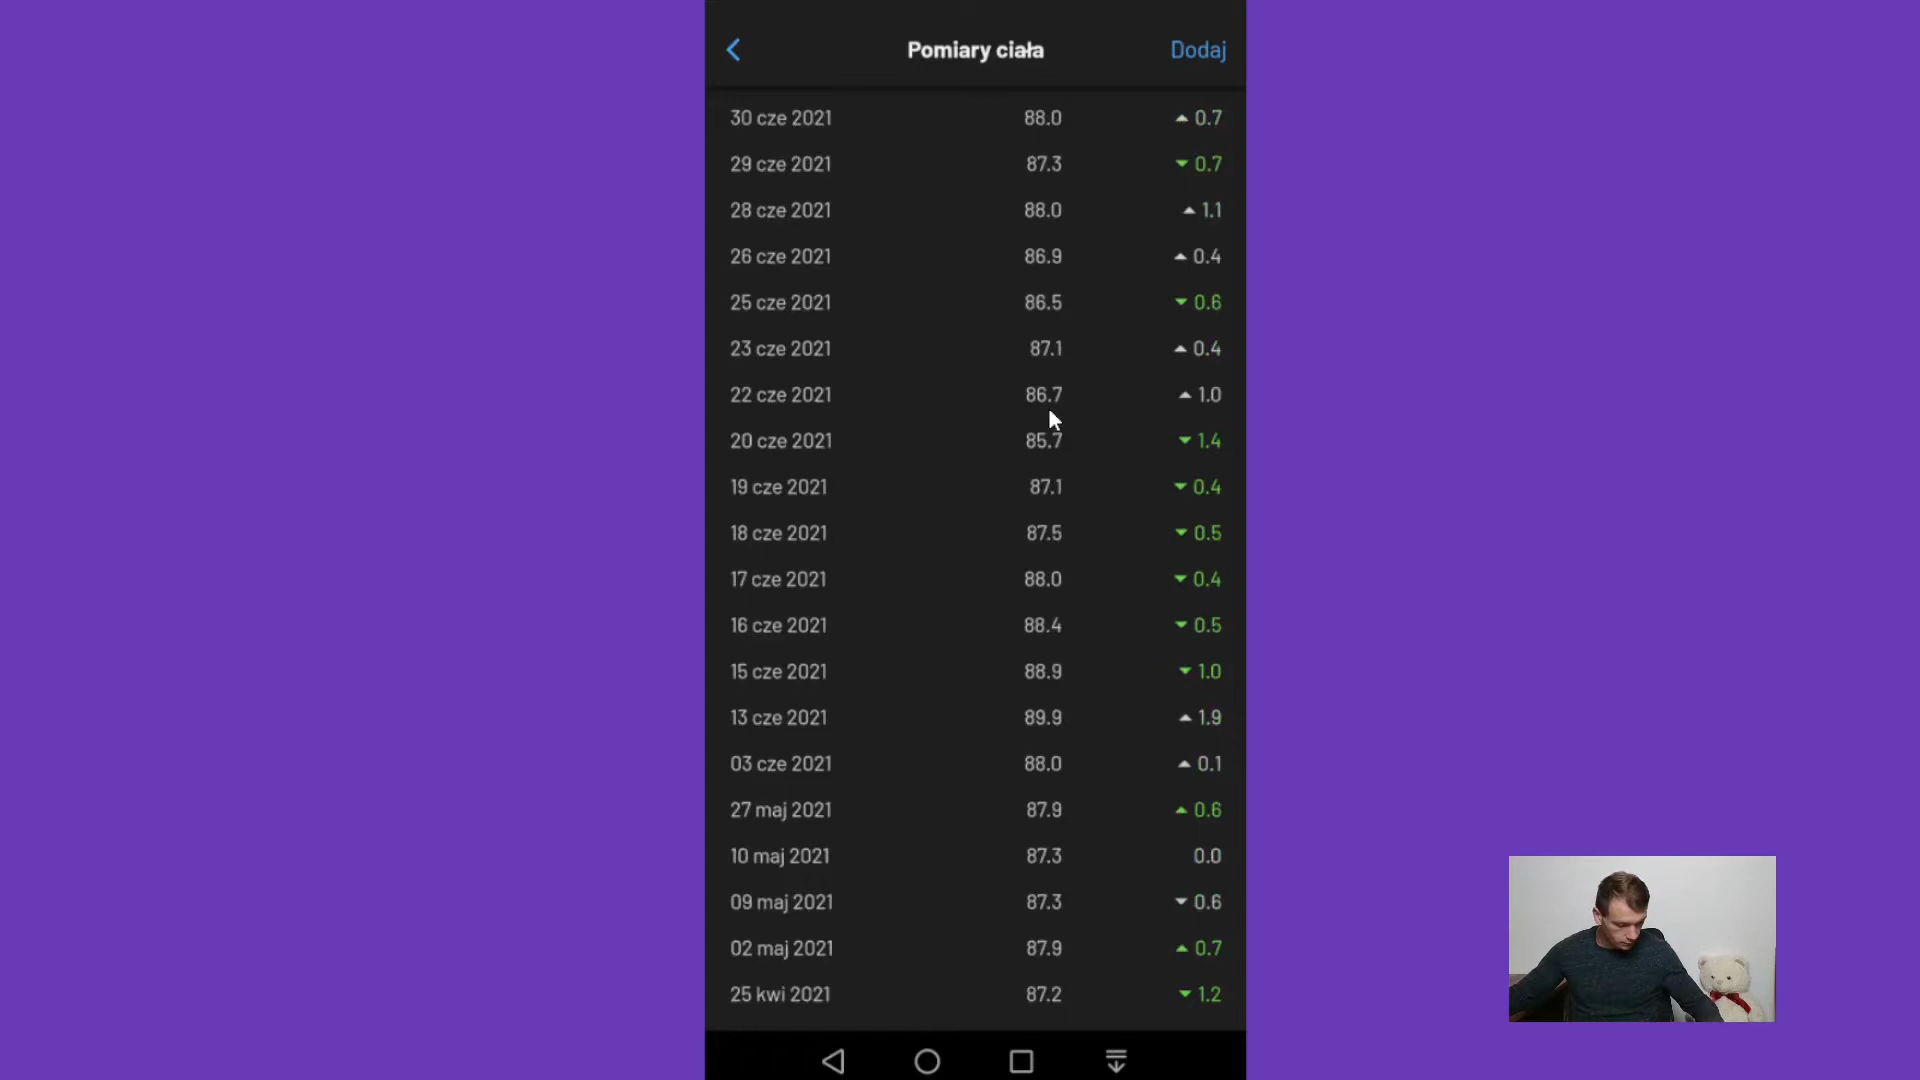 Pomiary ciała Dodaj
30 cze 2021 88.0 0.7
29 cze 2021 87.3 0.7
28 cze 2021 88.0 1.1
26 cze 2021 86.9 0.4
25 cze 2021 86.5 0.6
23 cze 2021 87.1 0.4
22 cze 2021 86.7 1.0
20 cze 2021 85.7 1.4
19 cze 2021 87.1 0.4
18 cze 2021 87.5 0.5
17 cze 2021 88.0 0.4
16 cze 2021 88.4 0.5
15 cze 2021 88.9 1.0
13 cze 2021 89.9 1.9
03 cze 2021 88.0 0.1
27 maj 2021 87.9 0.6
10 maj 2021 87.3 0.0
09 maj 2021 87.3 0.6
02 maj 2021 87.9 0.7
25 kwi 2021 87.2 1.2